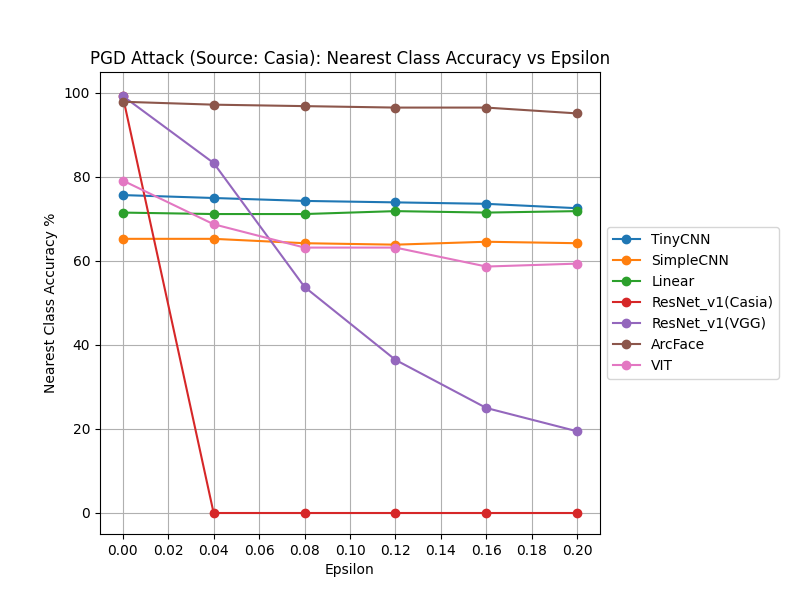 PGD Attack (Source: Casia): Nearest Class Accuracy vs Epsilon
Nearest Class Accuracy %
100
80
60
40
20
0
0.00 0.02 0.04 0.06 0.08 0.10 0.12 0.14 0.16 0.18 0.20
Epsilon
TinyCNN
SimpleCNN
Linear
ResNet_v1(Casia)
ResNet_v1(VGG)
ArcFace
VIT